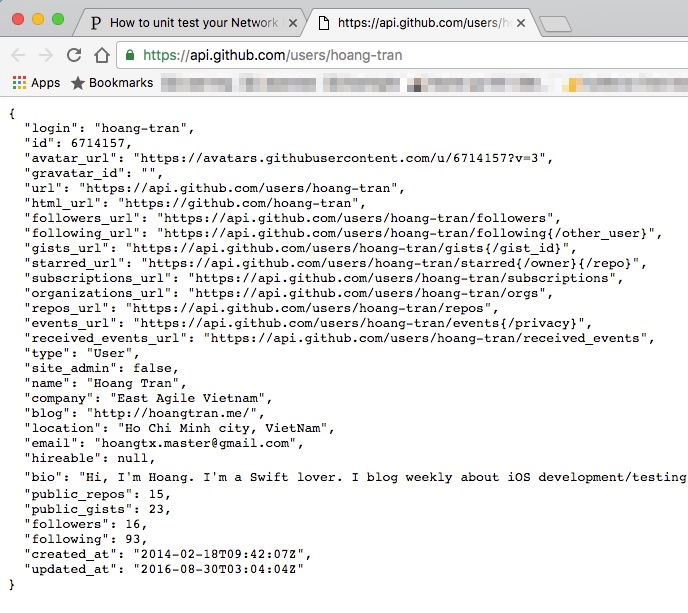 How to unit test your Network
https://api.github.com/users/h
https://api.github.com/users/hoang-tran
Apps Bookmarks
{
"login": "hoang-tran",
"id": 6714157,
"avatar_url": "https://avatars.githubusercontent.com/u/6714157?v=3",
"gravatar_id": "",
"url": "https://api.github.com/users/hoang-tran",
"html_url": "https://github.com/hoang-tran",
"followers_url": "https://api.github.com/users/hoang-tran/followers",
"following_url": "https://api.github.com/users/hoang-tran/following{/other_user}",
"gists_url": "https://api.github.com/users/hoang-tran/gists{/gist_id}",
"starred_url": "https://api.github.com/users/hoang-tran/starred{/owner}{/repo}",
"subscriptions_url": "https://api.github.com/users/hoang-tran/subscriptions",
"organizations_url": "https://api.github.com/users/hoang-tran/orgs",
"repos_url": "https://api.github.com/users/hoang-tran/repos",
"events_url": "https://api.github.com/users/hoang-tran/events{/privacy}",
"received_events_url": "https://api.github.com/users/hoang-tran/received_events",
"type": "User",
"site_admin": false,
"name": "Hoang Tran",
"company": "East Agile Vietnam",
"blog": "http://hoangtran.me/",
"location": "Ho Chi Minh city, VietNam",
"email": "hoangtx.master@gmail.com",
"hireable": null,
"bio": "Hi, I'm Hoang. I'm a Swift lover. I blog weekly about iOS development/testing
"public_repos": 15,
"public_gists": 23,
"followers": 16,
"following": 93,
"created_at": "2014-02-18T09:42:07Z",
"updated_at": "2016-08-30T03:04:04Z"
}